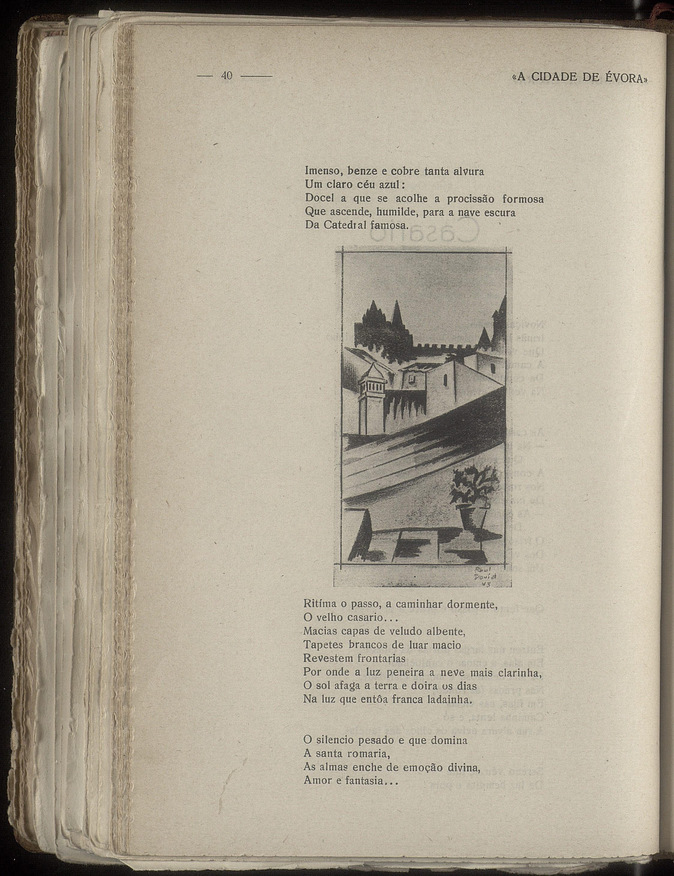 — 40 —
«A CIDADE DE ÉVORA»
Imenso, benze e cobre tanta alvura
Um claro céu azul:
Docel a que se acolhe a procissão formosa
Que ascende, humilde, para a nave escura
Da Catedral famosa.
Paul
David
43
Ritíma o passo, a caminhar dormente,
O velho casario...
Macias capas de veludo albente,
Tapetes brancos de luar macio
Revestem frontarias
Por onde a luz peneira a neve mais clarinha,
O sol afaga a terra e doira os dias
Na luz que entôa franca ladainha.
O silencio pesado e que domina
A santa romaria,
As almas enche de emoção divina,
Amor e fantasia...